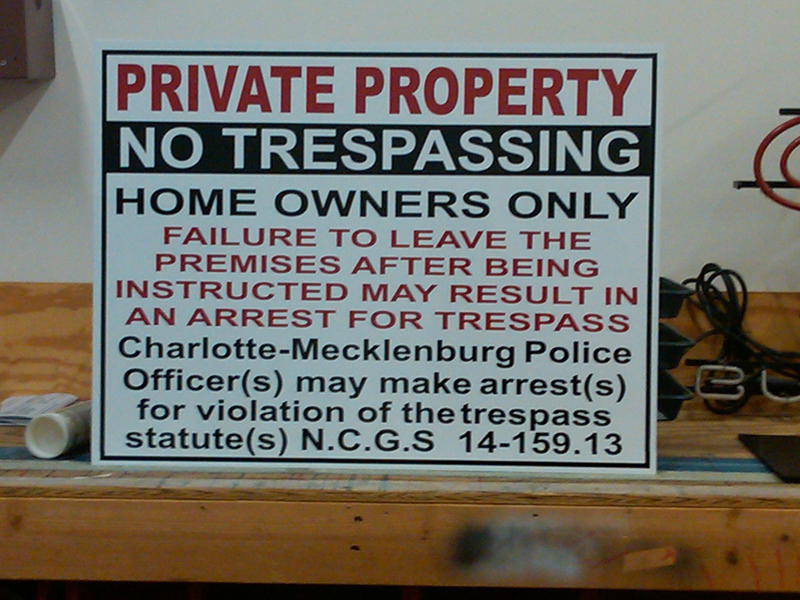 PRIVATE PROPERTY
NO TRESPASSING
HOME OWNERS ONLY
FAILURE TO LEAVE THE
PREMISES AFTER BEING
INSTRUCTED MAY RESULT IN
AN ARREST FOR TRESPASS
Charlotte-Mecklenburg Police
Officer(s) may make arrest(s)
for violation of the trespass
statute(s) N.C.G.S 14-159.13